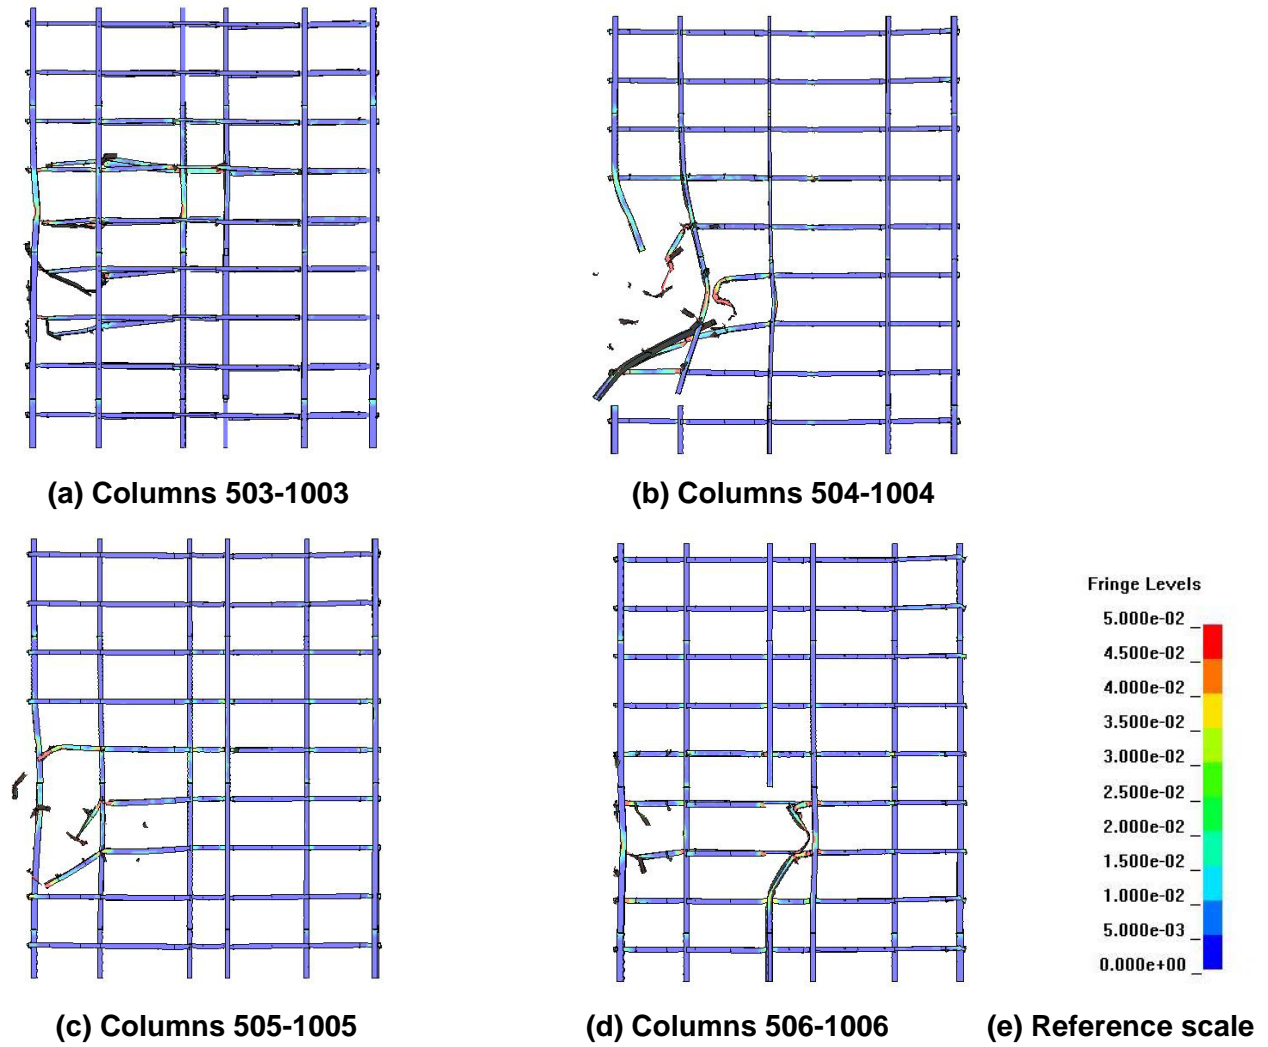 (a) Columns 503-1003
(b) Columns 504-1004
Fringe Levels
5.000e-02
4.500e-02
4.000e-02
3.500e-02
3.000e-02
2.500e-02
2.000e-02
1.500e-02
1.000e-02
5.000e-03
0.000e+00
(c) Columns 505-1005
(d) Columns 506-1006
(e) Reference scale